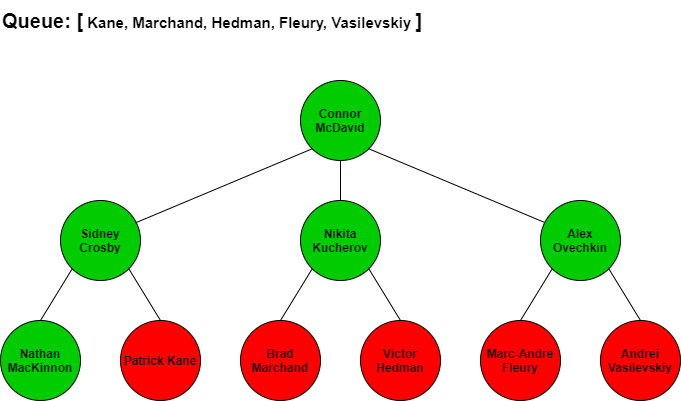 Queue: [ Kane, Marchand, Hedman, Fleury, Vasilevskiy ]
Connor
McDavid
Sidney
Crosby
Nikita
Kucherov
Alex
Ovechkin
Nathan
MacKinnon
Patrick Kane
Brad
Marchand
Victor
Hedman
Marc-Andre
Fleury
Andrei
Vasilevskiy